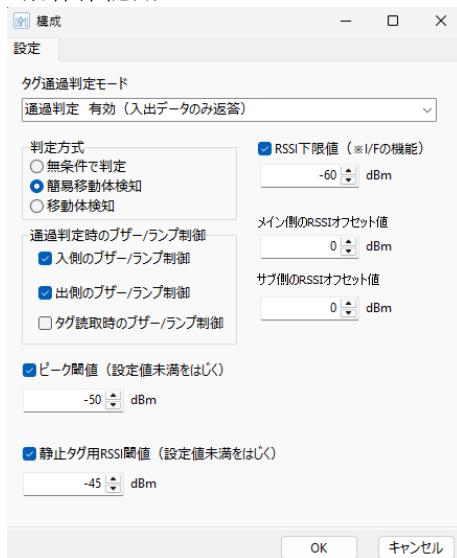 構成
設定
タグ通過判定モード
通過判定 有効（入出データのみ返答）
判定方式
無条件で判定
簡易移動体検知
移動体検知
通過判定時のブザー/ランプ制御
入側のブザー/ランプ制御
出側のブザー/ランプ制御
タグ読取時のブザー/ランプ制御
RSSI下限値（※I/Fの機能）
-60 dBm
メイン側のRSSIオフセット値
0 dBm
サブ側のRSSIオフセット値
0 dBm
ピーク閾値（設定値未満をはじく）
-50 dBm
静止タグ用RSSI閾値（設定値未満をはじく）
-45 dBm
OK
キャンセル